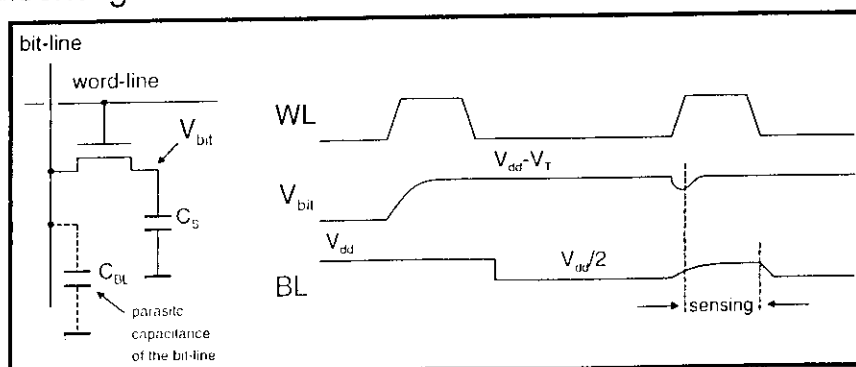 bit-line
word-line
V_bit
C_S
C_BL
parasitc
capacitance
of the bit-line
WL
V_dd-V_T
V_bit
V_dd
V_dd/2
BL
sensing